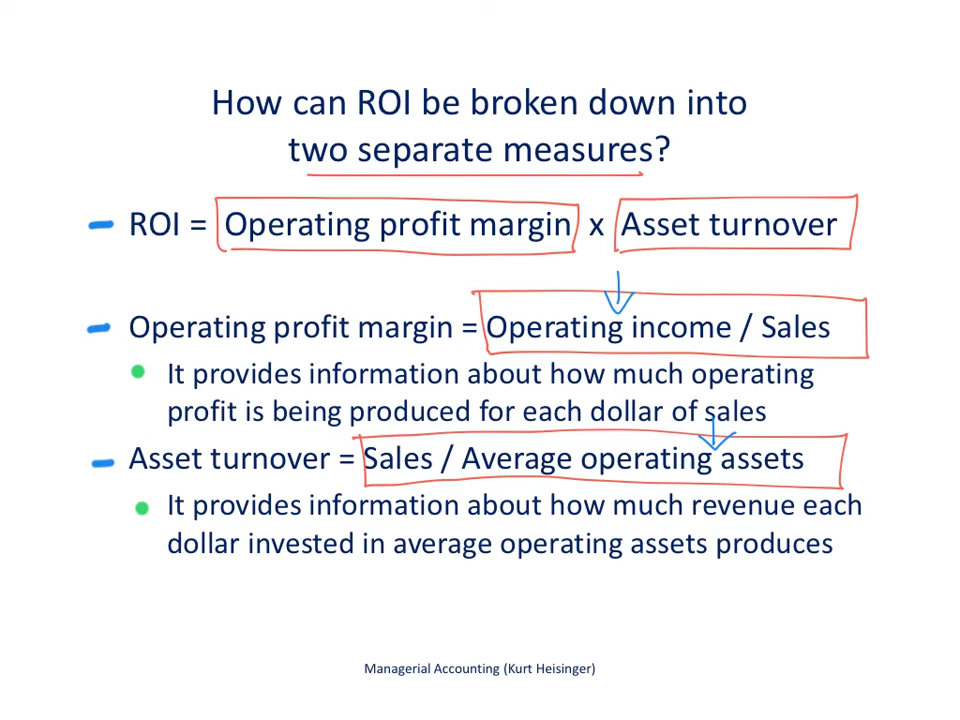 How can ROI be broken down into
two separate measures?
ROI = Operating profit margin x Asset turnover
Operating profit margin = Operating income / Sales
It provides information about how much operating
profit is being produced for each dollar of sales
Asset turnover = Sales / Average operating assets
It provides information about how much revenue each
dollar invested in average operating assets produces
Managerial Accounting (Kurt Heisinger)